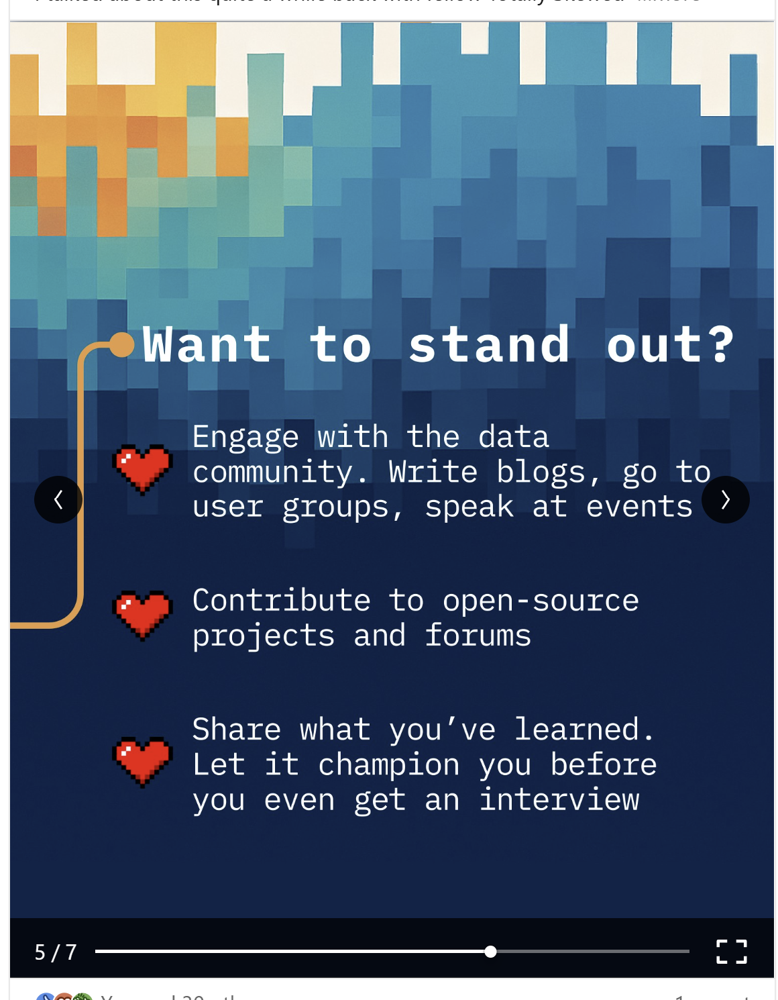 Want to stand out?
Engage with the data
community. Write blogs, go to
user groups, speak at events
Contribute to open-source
projects and forums
Share what you’ve learned.
Let it champion you before
you even get an interview
5 / 7